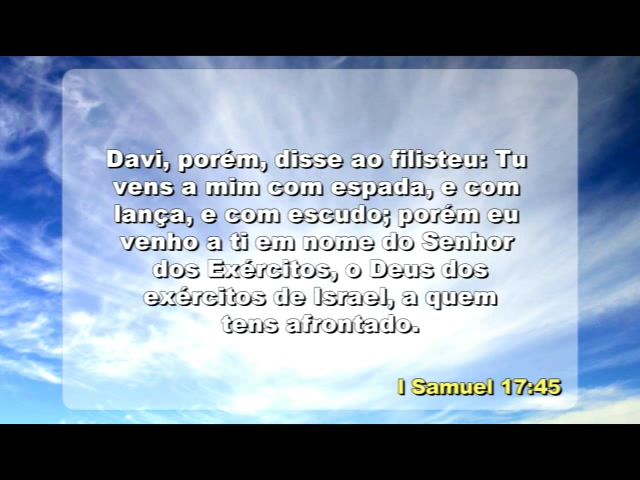 Davi, porém, disse ao filisteu: Tu
vens a mim com espada, e com
lança, e com escudo; porém eu
venho a ti em nome do Senhor
dos Exércitos, o Deus dos
exércitos de Israel, a quem
tens afrontado.
I Samuel 17:45